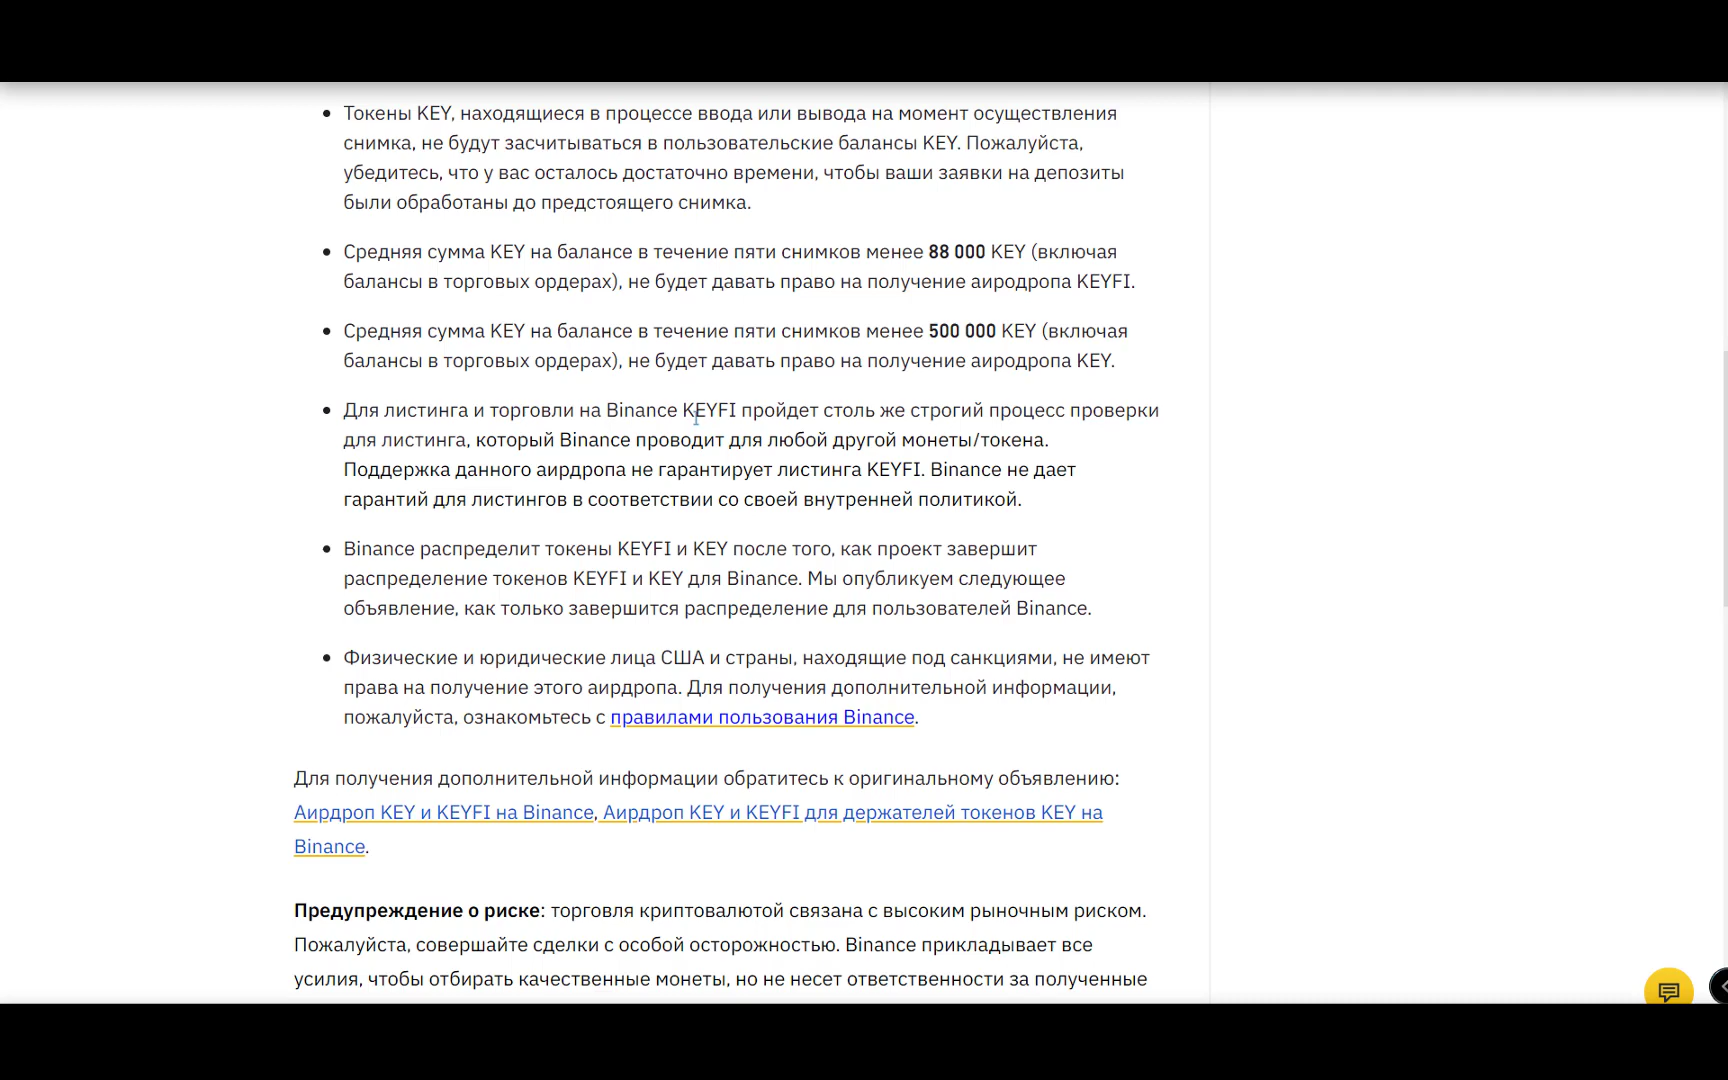 Токены KEY, находящиеся в процессе ввода или вывода на момент осуществления
снимка, не будут засчитываться в пользовательские балансы KEY. Пожалуйста,
убедитесь, что у вас осталось достаточно времени, чтобы ваши заявки на депозиты
были обработаны до предстоящего снимка.
Средняя сумма KEY на балансе в течение пяти снимков менее 88 000 KEY (включая
балансы в торговых ордерах), не будет давать право на получение аиродропа KEYFI.
Средняя сумма KEY на балансе в течение пяти снимков менее 500 000 KEY (включая
балансы в торговых ордерах), не будет давать право на получение аиродропа KEY.
Для листинга и торговли на Binance KEYFI пройдет столь же строгий процесс проверки
для листинга, который Binance проводит для любой другой монеты/токена.
Поддержка данного аирдропа не гарантирует листинга KEYFI. Binance не дает
гарантий для листингов в соответствии со своей внутренней политикой.
Binance распределит токены KEYFI и KEY после того, как проект завершит
распределение токенов KEYFI и KEY для Binance. Мы опубликуем следующее
объявление, как только завершится распределение для пользователей Binance.
Физические и юридические лица США и страны, находящие под санкциями, не имеют
права на получение этого аирдропа. Для получения дополнительной информации,
пожалуйста, ознакомьтесь с правилами пользования Binance.
Для получения дополнительной информации обратитесь к оригинальному объявлению:
Аирдроп KEY и KEYFI на Binance, Аирдроп KEY и KEYFI для держателей токенов KEY на
Binance.
Предупреждение о риске: торговля криптовалютой связана с высоким рыночным риском.
Пожалуйста, совершайте сделки с особой осторожностью. Binance прикладывает все
усилия, чтобы отбирать качественные монеты, но не несет ответственности за полученные